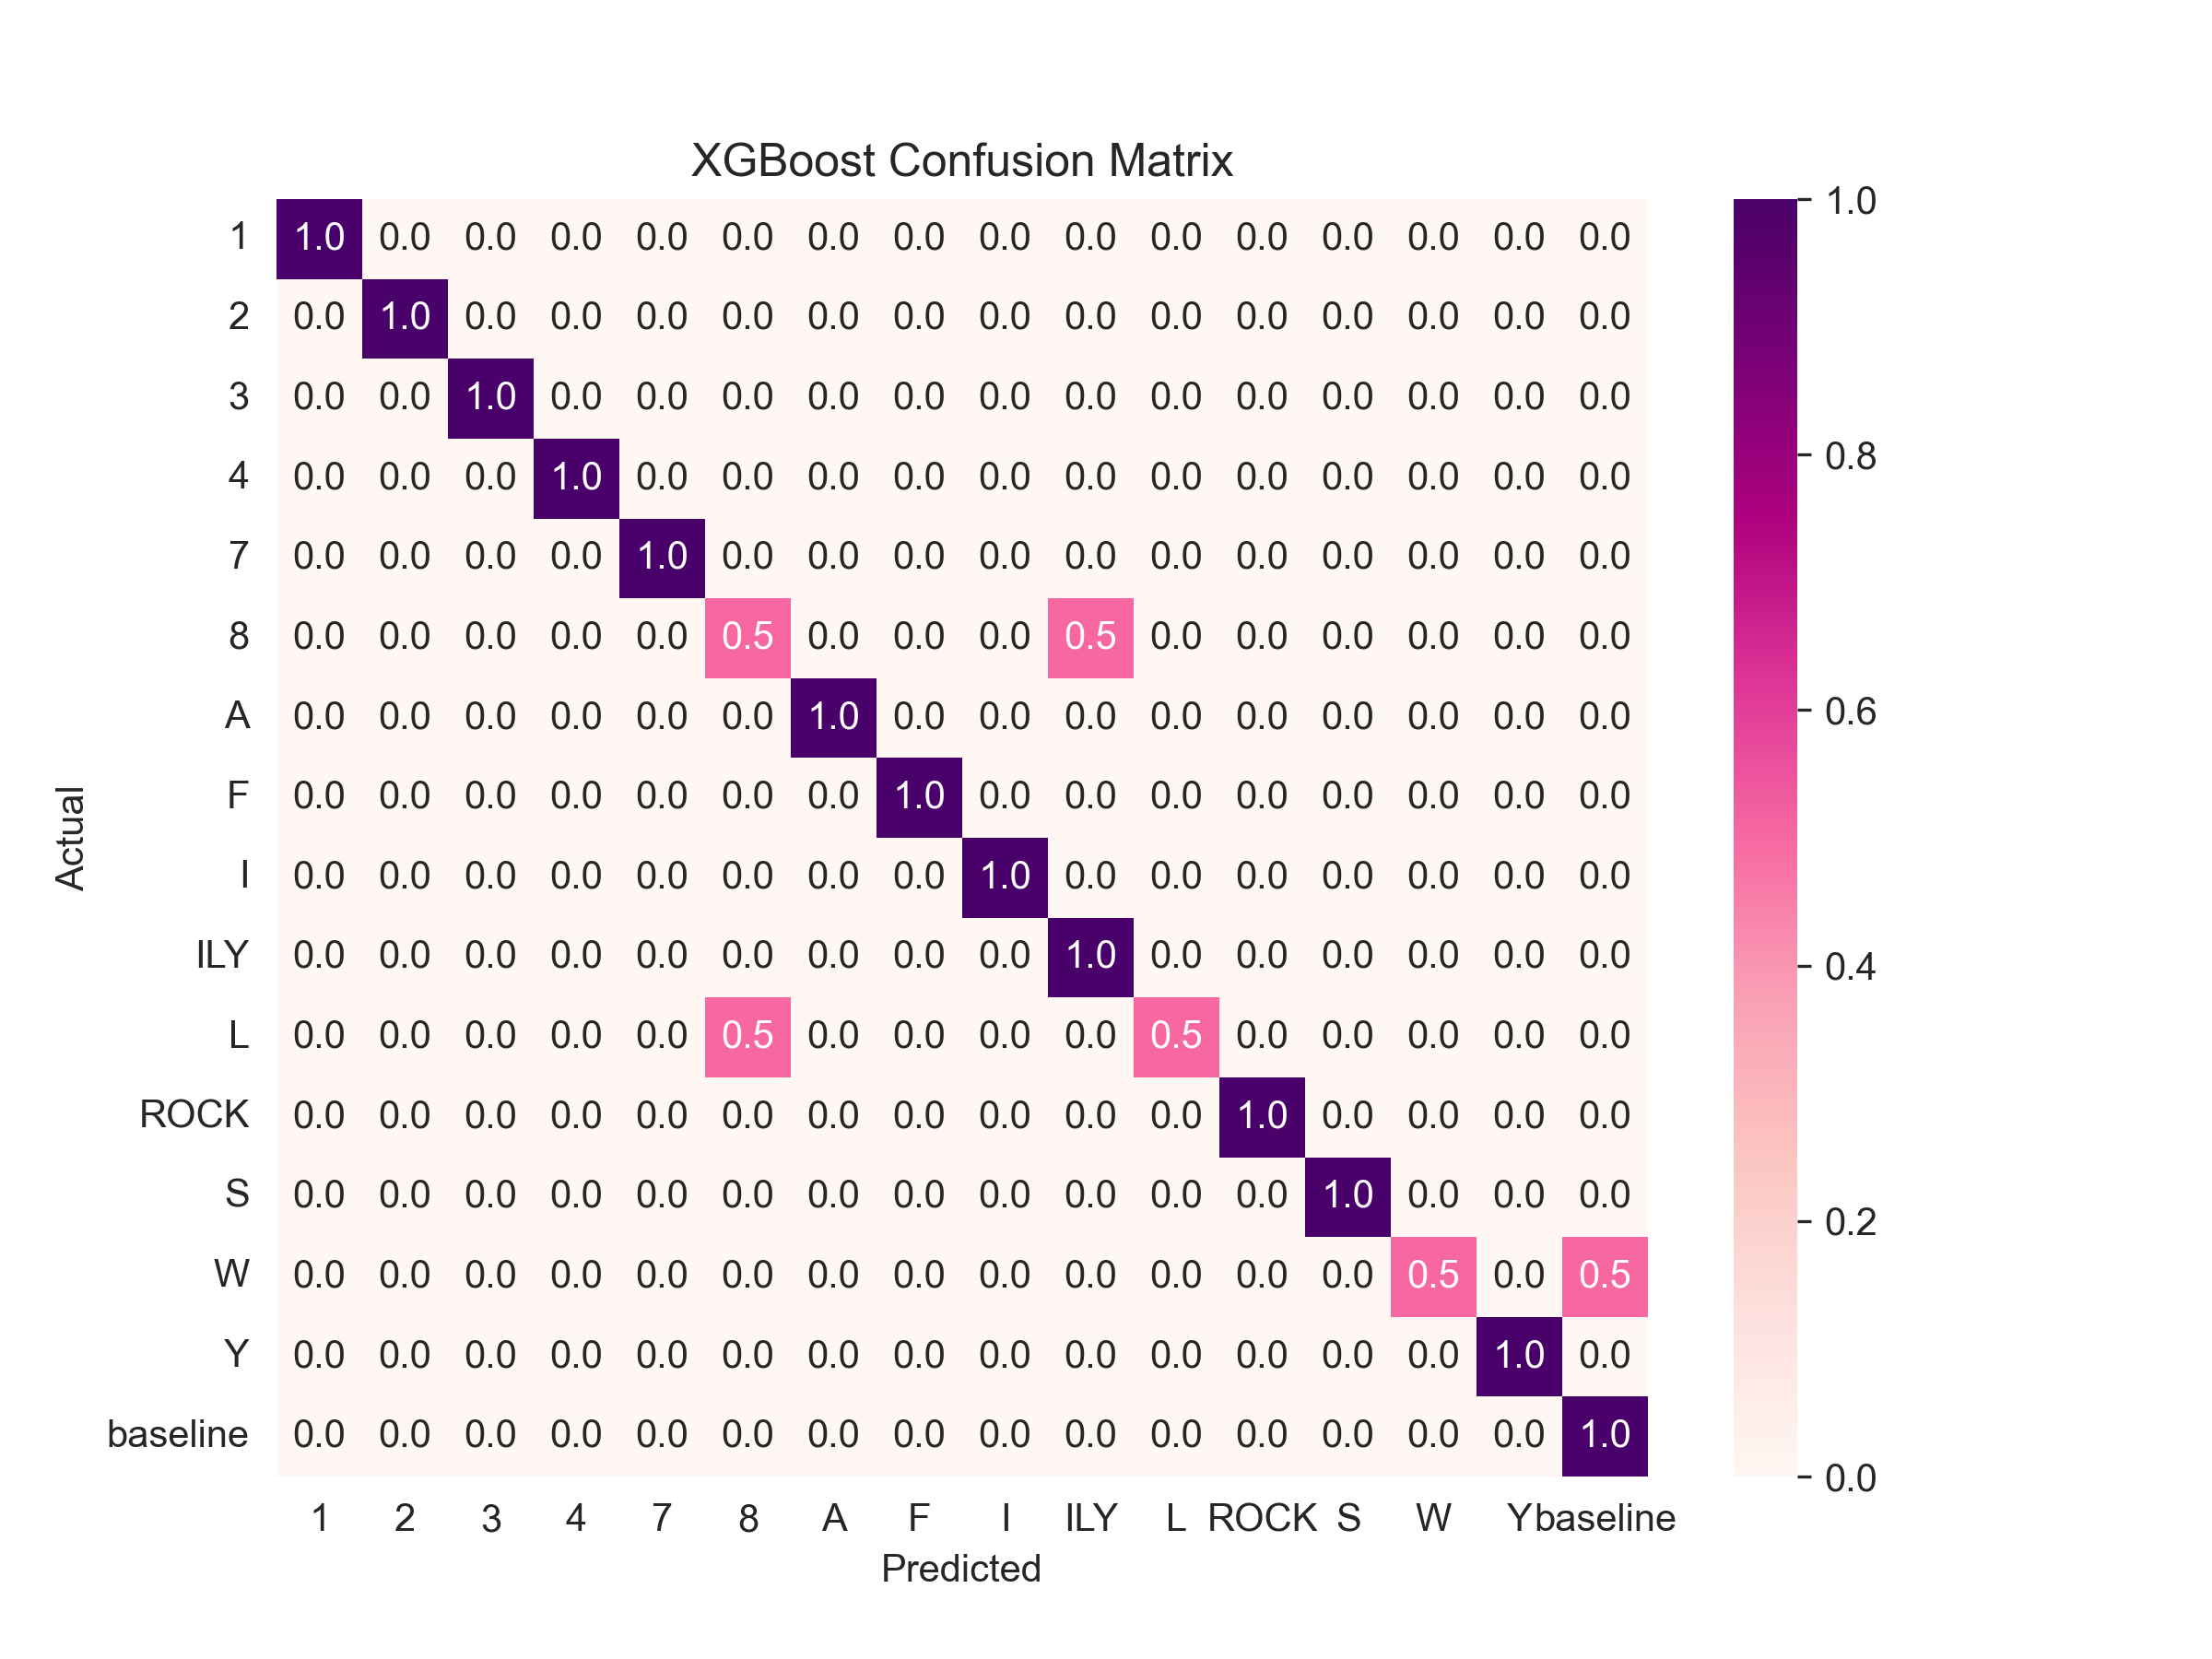 XGBoost Confusion Matrix
1 1.0 0.0 0.0 0.0 0.0 0.0 0.0 0.0 0.0 0.0 0.0 0.0 0.0 0.0 0.0 0.0
2 0.0 1.0 0.0 0.0 0.0 0.0 0.0 0.0 0.0 0.0 0.0 0.0 0.0 0.0 0.0 0.0
3 0.0 0.0 1.0 0.0 0.0 0.0 0.0 0.0 0.0 0.0 0.0 0.0 0.0 0.0 0.0 0.0
4 0.0 0.0 0.0 1.0 0.0 0.0 0.0 0.0 0.0 0.0 0.0 0.0 0.0 0.0 0.0 0.0
7 0.0 0.0 0.0 0.0 1.0 0.0 0.0 0.0 0.0 0.0 0.0 0.0 0.0 0.0 0.0 0.0
8 0.0 0.0 0.0 0.0 0.0 0.5 0.0 0.0 0.0 0.5 0.0 0.0 0.0 0.0 0.0 0.0
A 0.0 0.0 0.0 0.0 0.0 0.0 1.0 0.0 0.0 0.0 0.0 0.0 0.0 0.0 0.0 0.0
F 0.0 0.0 0.0 0.0 0.0 0.0 0.0 1.0 0.0 0.0 0.0 0.0 0.0 0.0 0.0 0.0
I 0.0 0.0 0.0 0.0 0.0 0.0 0.0 0.0 1.0 0.0 0.0 0.0 0.0 0.0 0.0 0.0
ILY 0.0 0.0 0.0 0.0 0.0 0.0 0.0 0.0 0.0 1.0 0.0 0.0 0.0 0.0 0.0 0.0
L 0.0 0.0 0.0 0.0 0.0 0.5 0.0 0.0 0.0 0.0 0.5 0.0 0.0 0.0 0.0 0.0
ROCK 0.0 0.0 0.0 0.0 0.0 0.0 0.0 0.0 0.0 0.0 0.0 1.0 0.0 0.0 0.0 0.0
S 0.0 0.0 0.0 0.0 0.0 0.0 0.0 0.0 0.0 0.0 0.0 0.0 1.0 0.0 0.0 0.0
W 0.0 0.0 0.0 0.0 0.0 0.0 0.0 0.0 0.0 0.0 0.0 0.0 0.0 0.5 0.0 0.5
Y 0.0 0.0 0.0 0.0 0.0 0.0 0.0 0.0 0.0 0.0 0.0 0.0 0.0 0.0 1.0 0.0
baseline 0.0 0.0 0.0 0.0 0.0 0.0 0.0 0.0 0.0 0.0 0.0 0.0 0.0 0.0 0.0 1.0
1 2 3 4 7 8 A F I ILY L ROCK S W Y baseline
Predicted
Actual
1.0
0.8
0.6
0.4
0.2
0.0